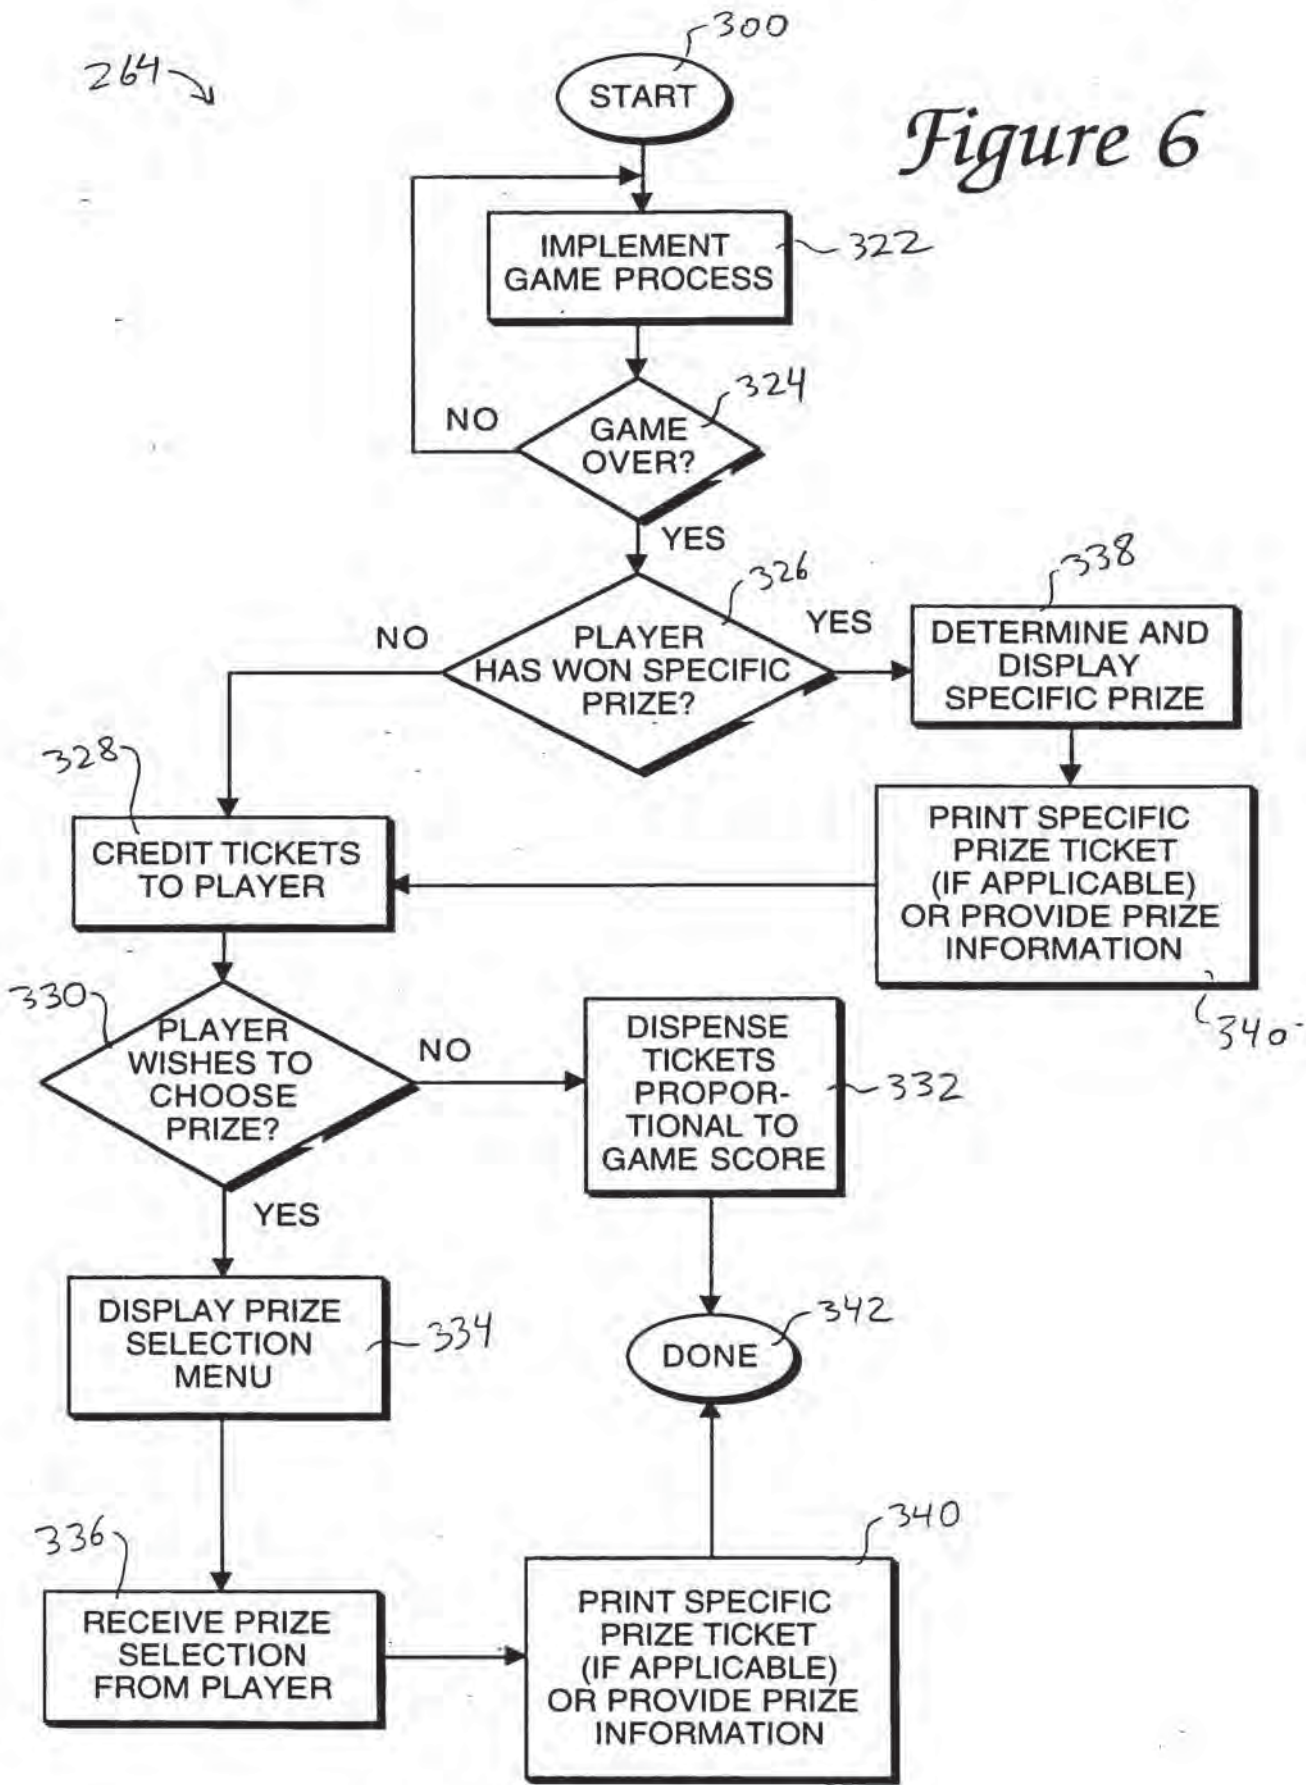 300
264
START
Figure 6
IMPLEMENT
GAME PROCESS
322
324
NO
GAME
OVER?
YES
326
338
NO
PLAYER
HAS WON SPECIFIC
PRIZE?
YES
DETERMINE AND
DISPLAY
SPECIFIC PRIZE
328
CREDIT TICKETS
TO PLAYER
PRINT SPECIFIC
PRIZE TICKET
(IF APPLICABLE)
OR PROVIDE PRIZE
INFORMATION
340
330
PLAYER
WISHES TO
CHOOSE
PRIZE?
NO
DISPENSE
TICKETS
PROPOR-
TIONAL TO
GAME SCORE
332
YES
DISPLAY PRIZE
SELECTION
MENU
334
342
DONE
336
RECEIVE PRIZE
SELECTION
FROM PLAYER
340
PRINT SPECIFIC
PRIZE TICKET
(IF APPLICABLE)
OR PROVIDE PRIZE
INFORMATION